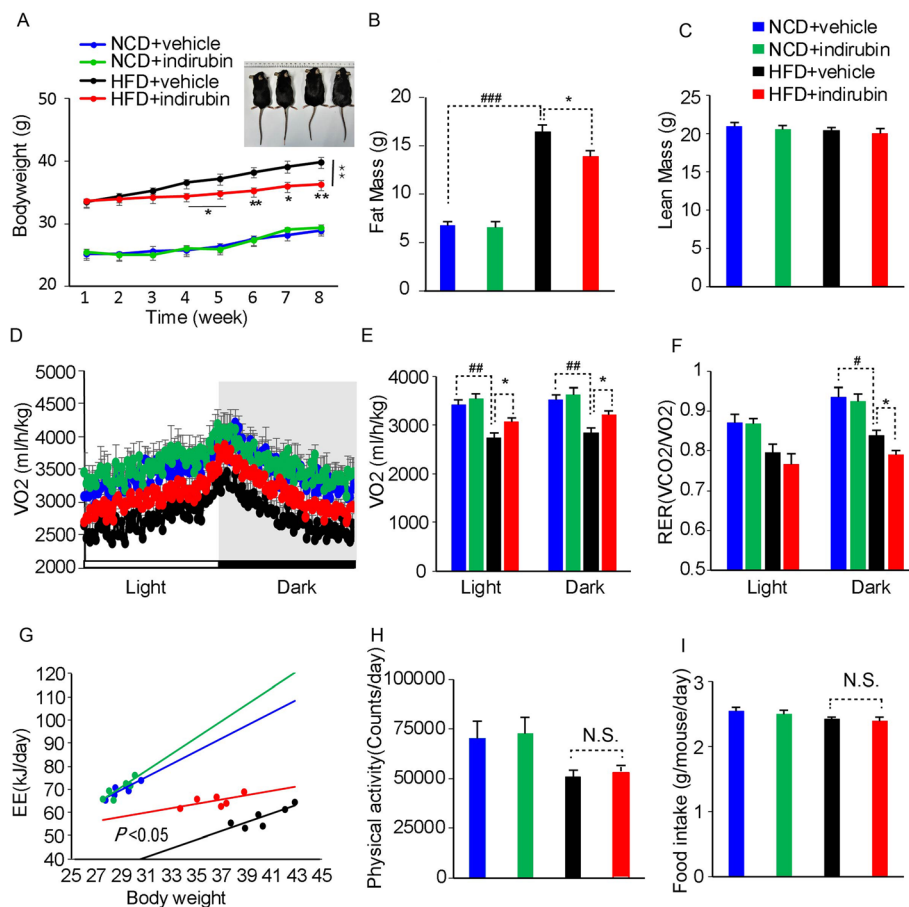 A
NCD+vehicle
NCD+indirubin
HFD+vehicle
HFD+indirubin
Bodyweight (g)
50
40
30
20
*
**
*
**
**
1 2 3 4 5 6 7 8
Time (week)
B
Fat Mass (g)
20
15
10
5
0
###
*
C
NCD+vehicle
NCD+indirubin
HFD+vehicle
HFD+indirubin
Lean Mass (g)
25
20
15
10
5
0
D
VO2 (ml/h/kg)
5000
4500
4000
3500
3000
2500
2000
Light Dark
E
VO2 (ml/h/kg)
4000
3000
2000
1000
0
## *
## *
Light Dark
F
RER(VCO2/VO2)
1
0.9
0.8
0.7
0.6
0.5
#
*
Light Dark
G
EE(kJ/day)
120
110
100
90
80
70
60
50
40
P<0.05
25 27 29 31 33 35 37 39 41 43 45
Body weight
H
Physical activity(Counts/day)
100000
75000
50000
25000
0
N.S.
I
Food intake (g/mouse/day)
3
2
1
0
N.S.